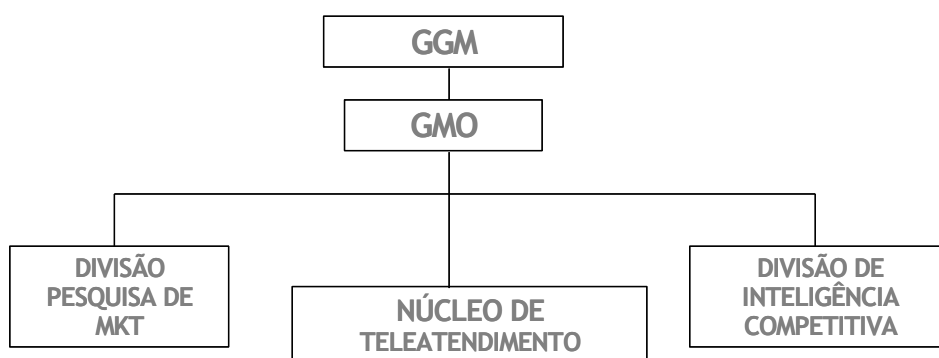 GGM
GMO
DIVISÃO
PESQUISA DE
MKT
NÚCLEO DE
TELEATENDIMENTO
DIVISÃO DE
INTELIGÊNCIA
COMPETITIVA